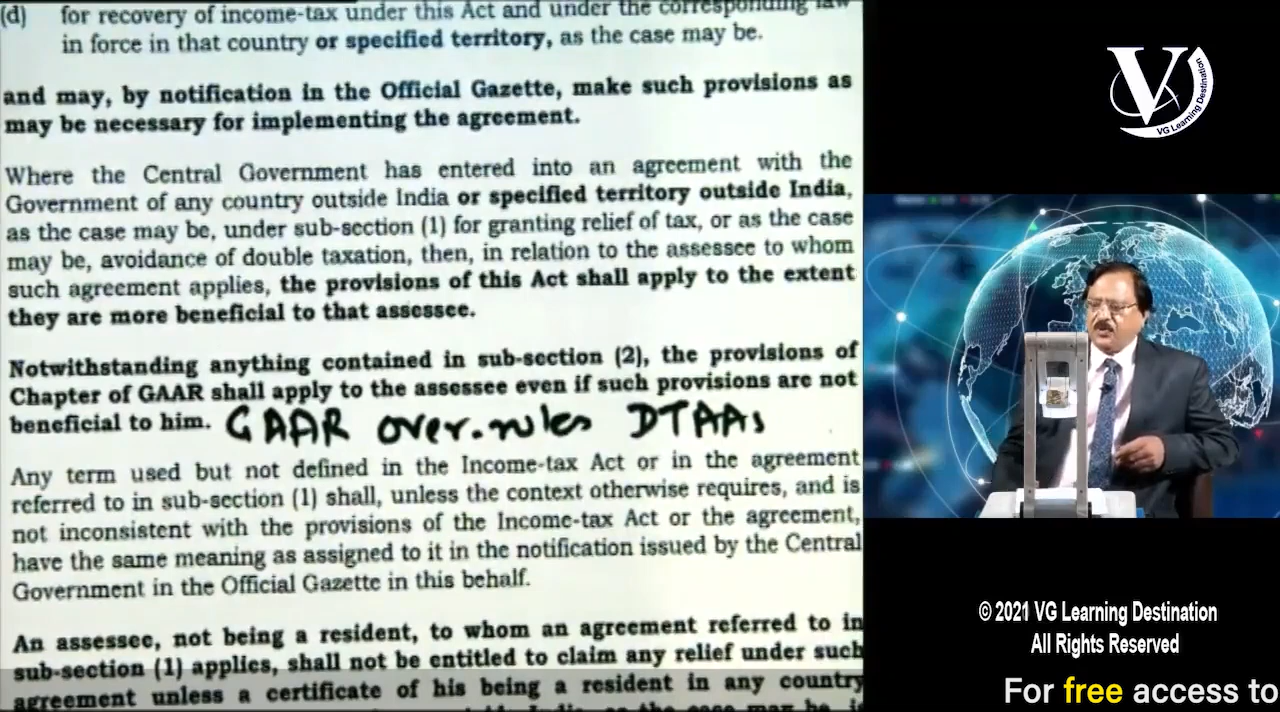 (d) for recovery of income-tax under this Act and under the corresponding law
in force in that country or specified territory, as the case may be.
and may, by notification in the Official Gazette, make such provisions as
may be necessary for implementing the agreement.
Where the Central Government has entered into an agreement with the
Government of any country outside India or specified territory outside India,
as the case may be, under sub-section (1) for granting relief of tax, or as the case
may be, avoidance of double taxation, then, in relation to the assessee to whom
such agreement applies, the provisions of this Act shall apply to the extent
they are more beneficial to that assessee.
Notwithstanding anything contained in sub-section (2), the provisions of
Chapter of GAAR shall apply to the assessee even if such provisions are not
beneficial to him. GAAR over-rules DTAAs
Any term used but not defined in the Income-tax Act or in the agreement
referred to in sub-section (1) shall, unless the context otherwise requires, and is
not inconsistent with the provisions of the Income-tax Act or the agreement,
have the same meaning as assigned to it in the notification issued by the Central
Government in the Official Gazette in this behalf.
An assessee, not being a resident, to whom an agreement referred to in
sub-section (1) applies, shall not be entitled to claim any relief under such
agreement unless a certificate of his being a resident in any country
V
VG Learning Destination
© 2021 VG Learning Destination
All Rights Reserved
For free access to